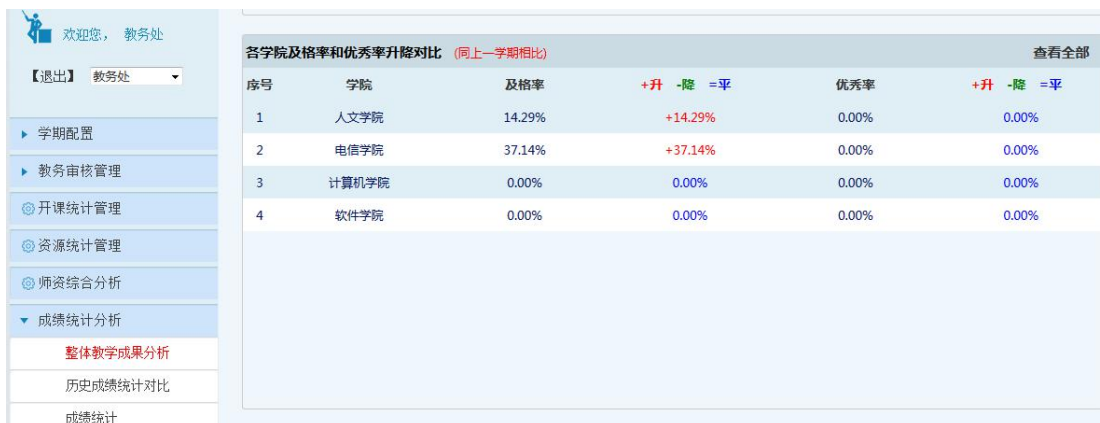 欢迎您， 教务处
【退出】 教务处
学期配置
教务审核管理
开课统计管理
资源统计管理
师资综合分析
成绩统计分析
整体教学成果分析
历史成绩统计对比
成绩统计
各学院及格率和优秀率升降对比 (同上一学期相比) 查看全部
序号 学院 及格率 +升 -降 =平 优秀率 +升 -降 =平
1 人文学院 14.29% +14.29% 0.00% 0.00%
2 电信学院 37.14% +37.14% 0.00% 0.00%
3 计算机学院 0.00% 0.00% 0.00% 0.00%
4 软件学院 0.00% 0.00% 0.00% 0.00%